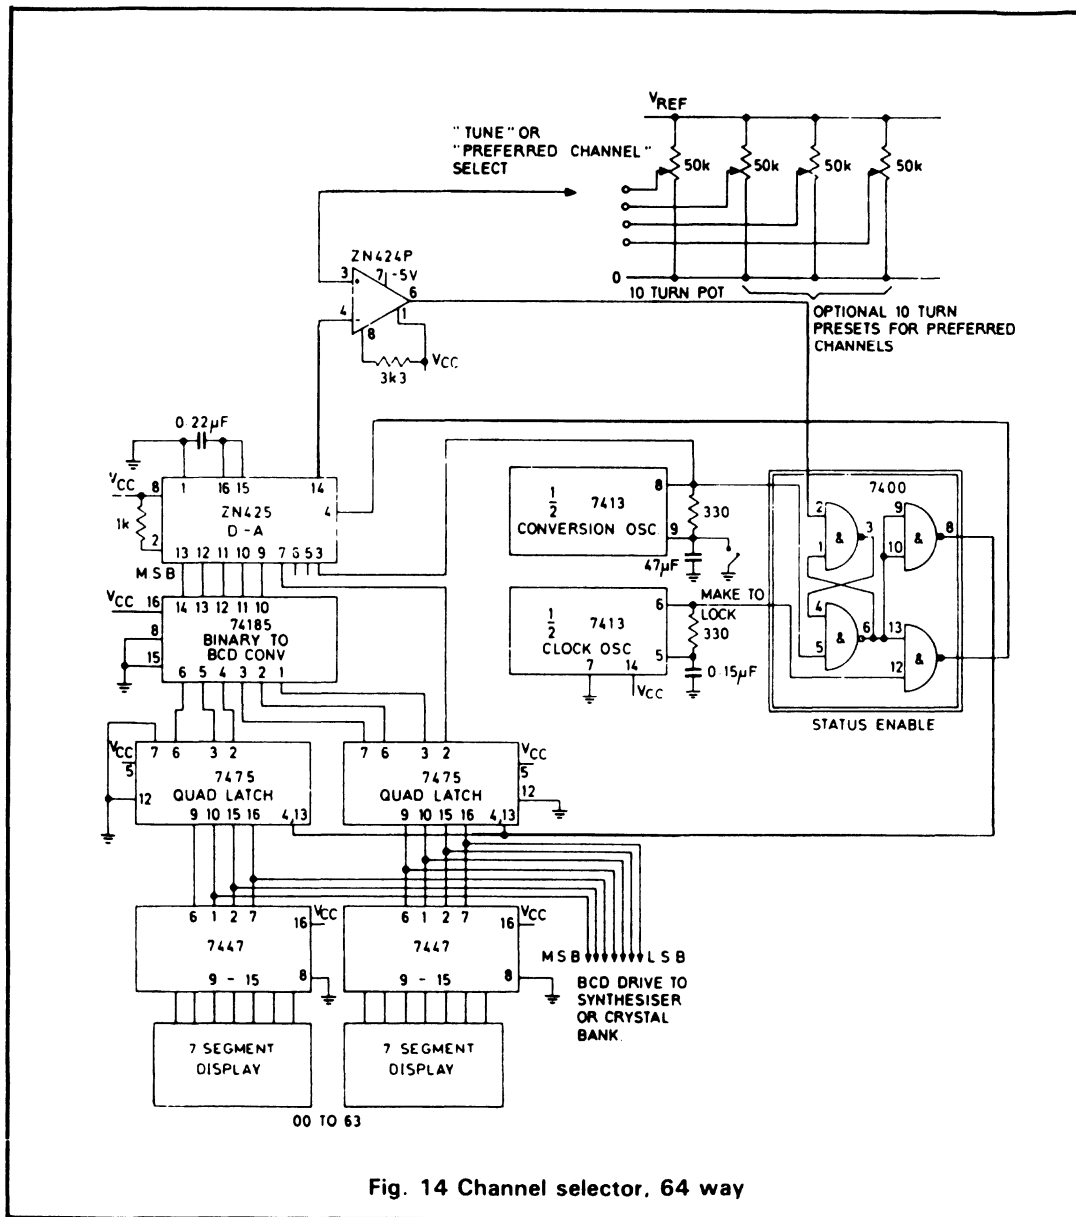 VREF
"TUNE" OR
"PREFERRED CHANNEL"
SELECT
50k 50k 50k 50k
ZN424P
7 -5V
3 + 6
4 - 1
8
VCC
3k3
0
10 TURN POT
OPTIONAL 10 TURN
PRESETS FOR PREFERRED
CHANNELS
0.22µF
VCC 8 1 16 15 14
1k
ZN425
D-A
4
2
13 12 11 10 9 7 6 5 3
MSB
VCC 16 14 13 12 11 10
8
74185
BINARY TO
BCD CONV
15
6 5 4 3 2 1
1/2 7413 8
CONVERSION OSC 9
330
47µF
MAKE TO
LOCK
1/2 7413 6
CLOCK OSC 5
7 14
VCC
330
0.15µF
7400
2 3 9 8
& &
1 10
4 6 13
& &
5 12
STATUS ENABLE
VCC 7 6 3 2
5
7475
QUAD LATCH
12
9 10 15 16 4,13
7 6 3 2 VCC
5
7475
QUAD LATCH
12
9 10 15 16 4,13
6 1 2 7 VCC
16
7447
9 - 15 8
6 1 2 7 VCC
16
7447
9 - 15 8
MSB LSB
BCD DRIVE TO
SYNTHESISER
OR CRYSTAL
BANK.
7 SEGMENT
DISPLAY
7 SEGMENT
DISPLAY
00 TO 63
Fig. 14 Channel selector, 64 way